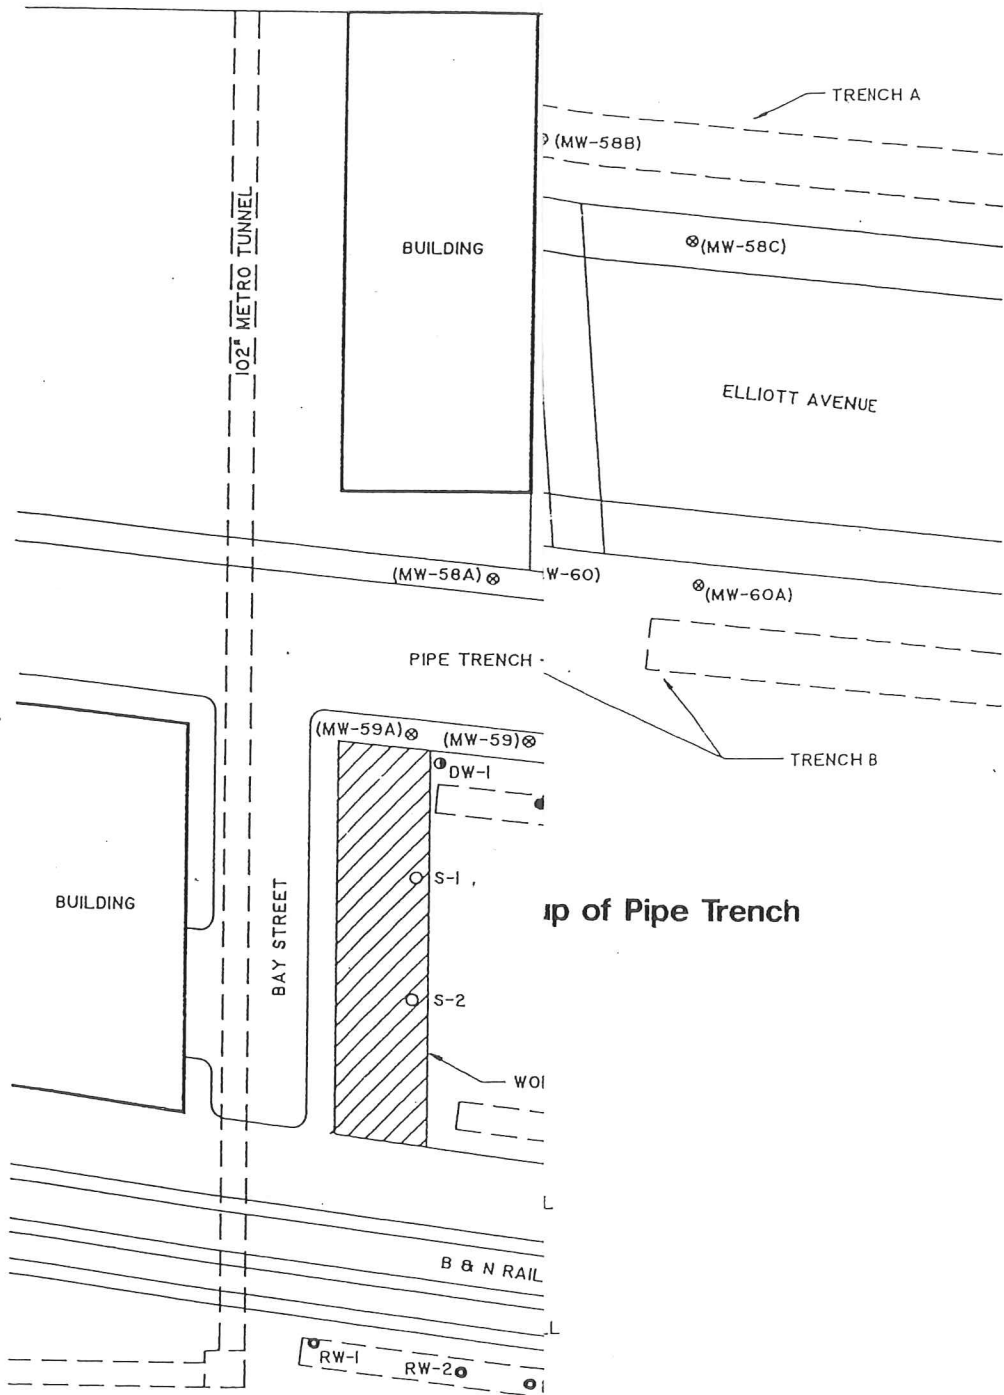 TRENCH A
(MW-58B)
102" METRO TUNNEL
BUILDING
(MW-58C)
ELLIOTT AVENUE
(MW-58A)
W-60)
(MW-60A)
PIPE TRENCH
(MW-59A)
(MW-59)
TRENCH B
DW-1
S-1
BUILDING
BAY STREET
of Pipe Trench
S-2
B & N RAIL
RW-1
RW-2